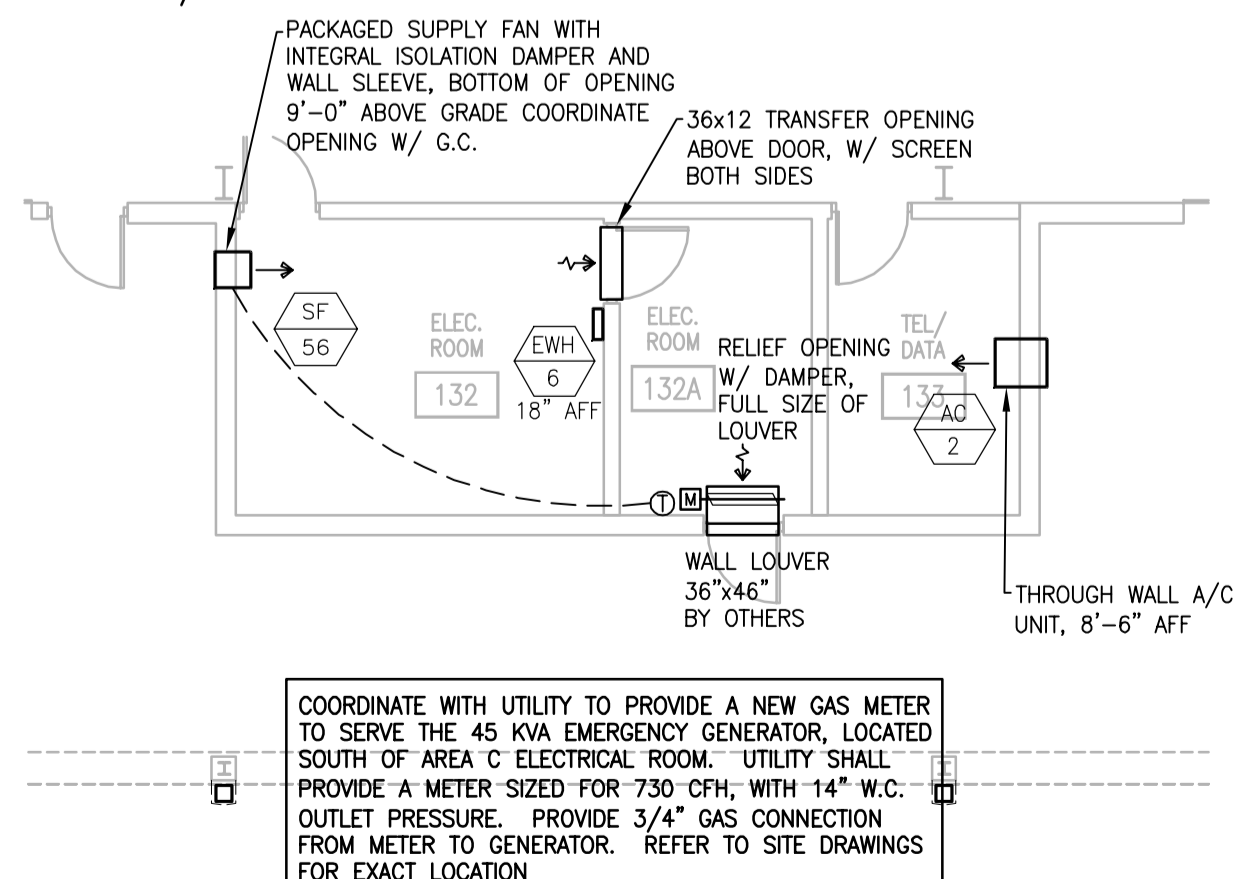 PACKAGED SUPPLY FAN WITH
INTEGRAL ISOLATION DAMPER AND
WALL SLEEVE, BOTTOM OF OPENING
9'-0" ABOVE GRADE COORDINATE
OPENING W/ G.C.
36x12 TRANSFER OPENING
ABOVE DOOR, W/ SCREEN
BOTH SIDES
SF
56
ELEC.
ROOM
132
EWH
6
18" AFF
ELEC.
ROOM
132A
RELIEF OPENING
W/ DAMPER,
FULL SIZE OF
LOUVER
TEL/
DATA
133
AC
2
T
M
WALL LOUVER
36"x46"
BY OTHERS
THROUGH WALL A/C
UNIT, 8'-6" AFF
COORDINATE WITH UTILITY TO PROVIDE A NEW GAS METER
TO SERVE THE 45 KVA EMERGENCY GENERATOR, LOCATED
SOUTH OF AREA C ELECTRICAL ROOM. UTILITY SHALL
PROVIDE A METER SIZED FOR 730 CFH, WITH 14" W.C.
OUTLET PRESSURE. PROVIDE 3/4" GAS CONNECTION
FROM METER TO GENERATOR. REFER TO SITE DRAWINGS
FOR EXACT LOCATION